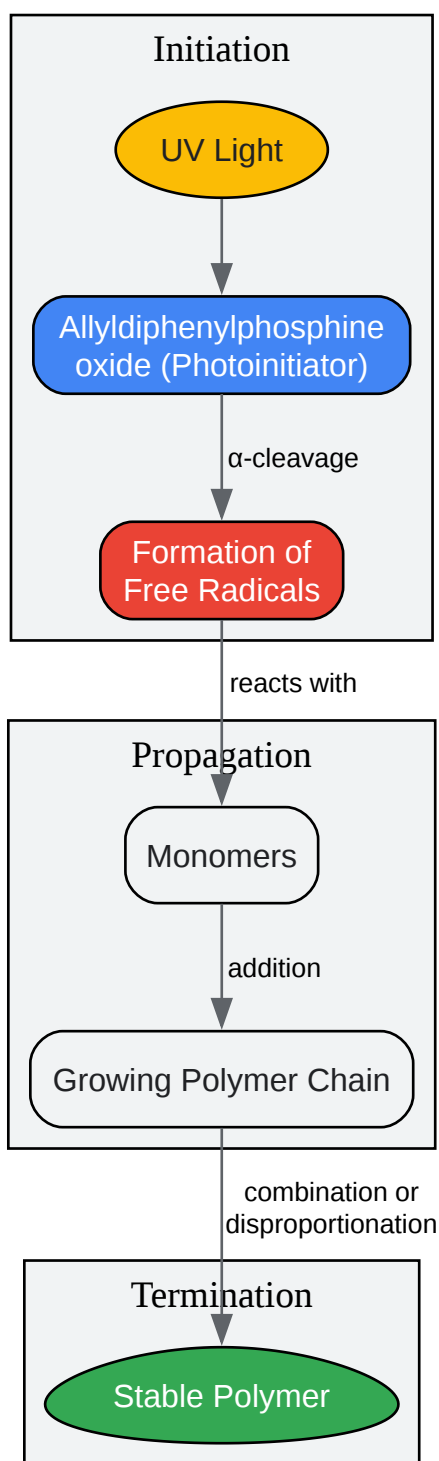 Initiation
UV Light
Allyldiphenylphosphine
oxide (Photoinitiator)
α-cleavage
Formation of
Free Radicals
reacts with
Propagation
Monomers
addition
Growing Polymer Chain
combination or
disproportionation
Termination
Stable Polymer